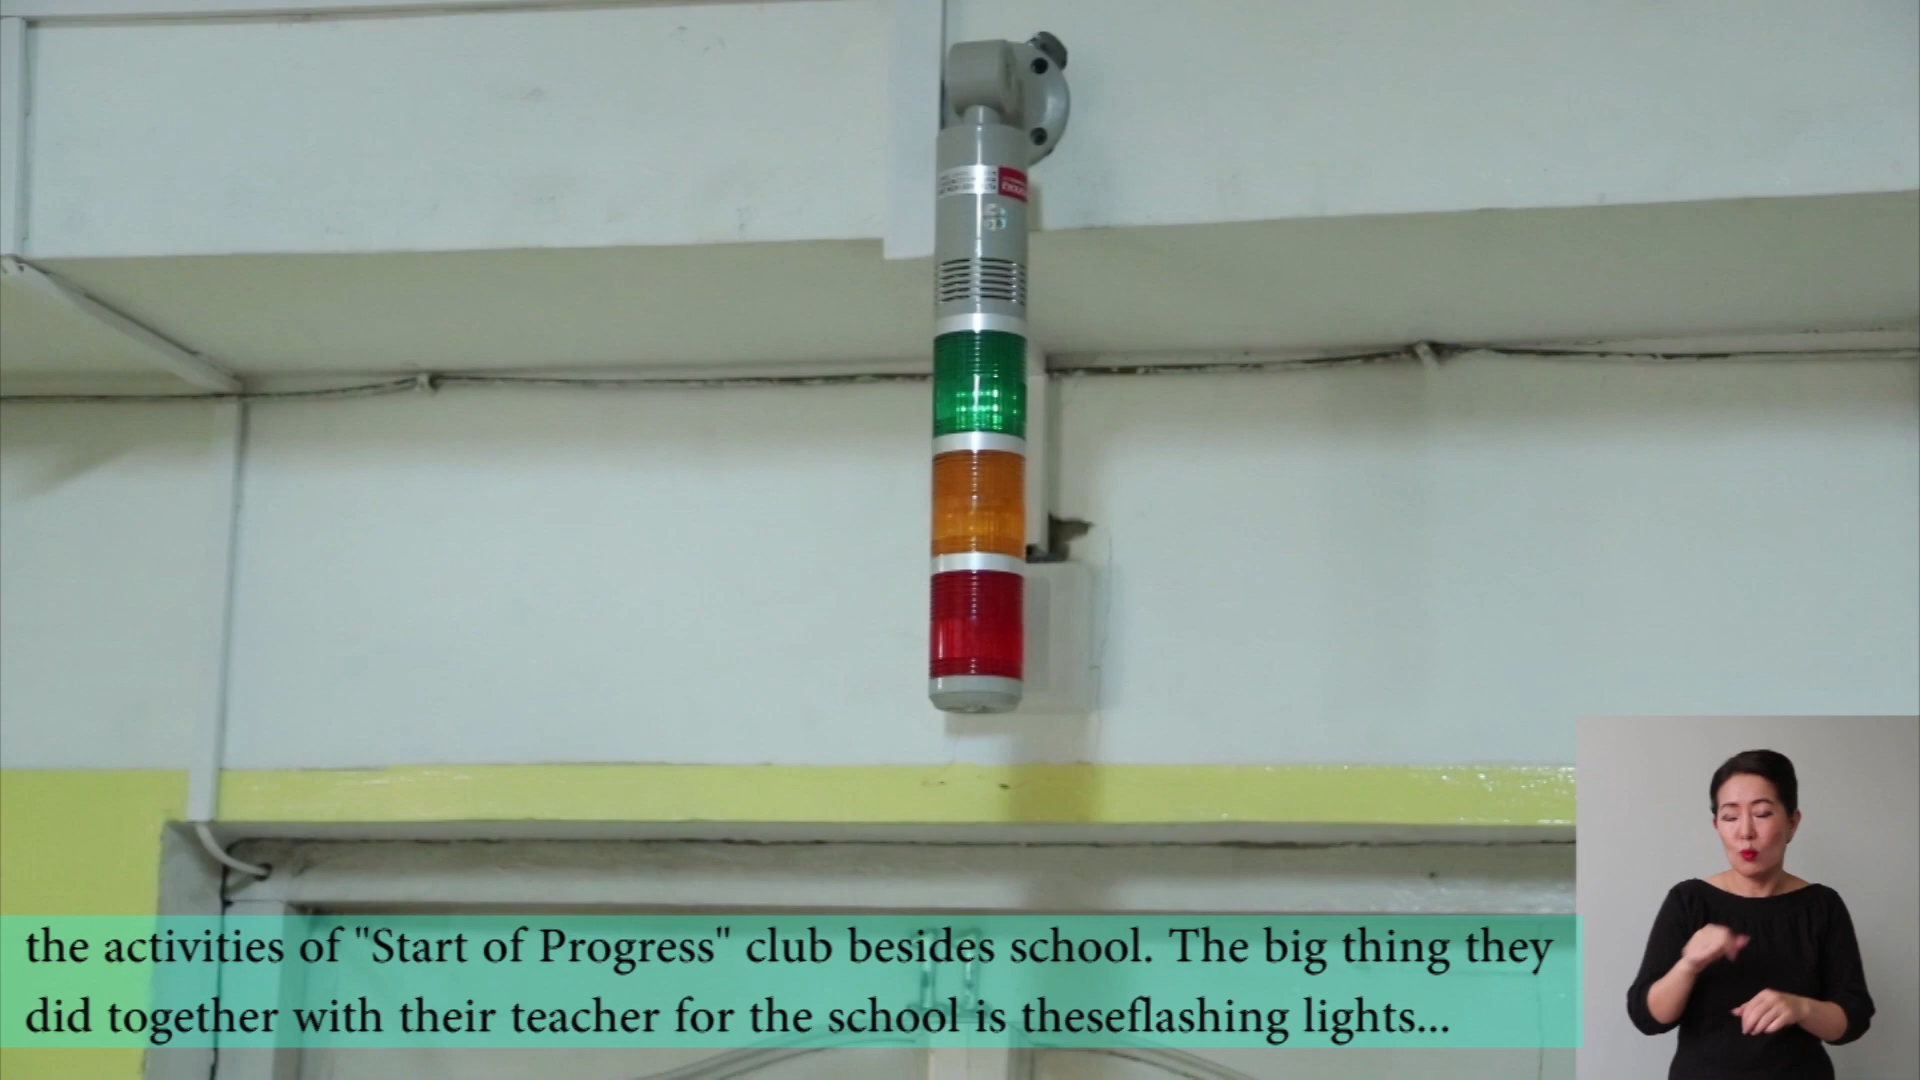 the activities of "Start of Progress" club besides school. The big thing they
did together with their teacher for the school is theseflashing lights...